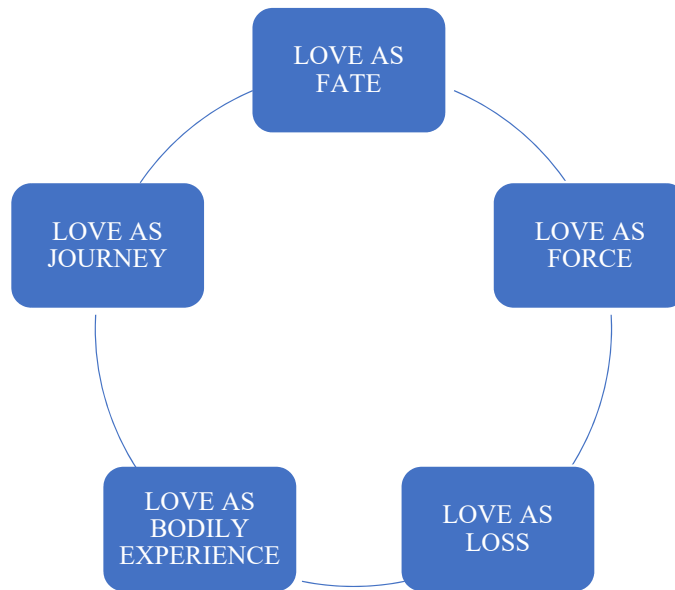 LOVE AS
FATE
LOVE AS
FORCE
LOVE AS
LOSS
LOVE AS
BODILY
EXPERIENCE
LOVE AS
JOURNEY